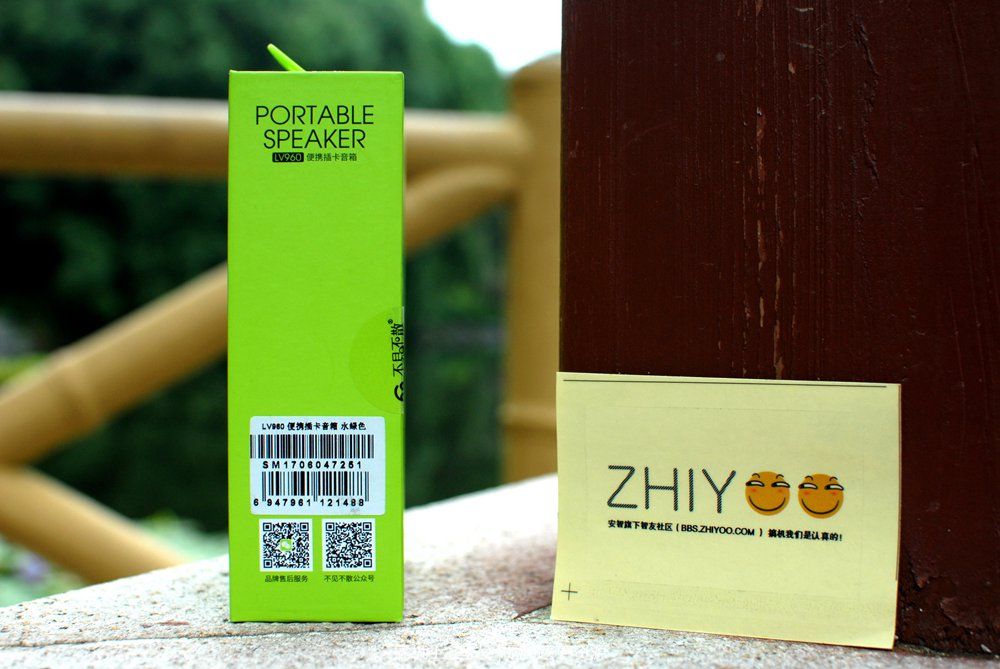 PORTABLE
SPEAKER
LV960 便携插卡音箱
不见不散®
LV960 便携插卡音箱 水绿色
SM1706047251
6 947961 121488
品牌售后服务
不见不散公众号
ZHIYOO
安智旗下智友社区（BBS.ZHIYOO.COM ）搞机我们是认真的!